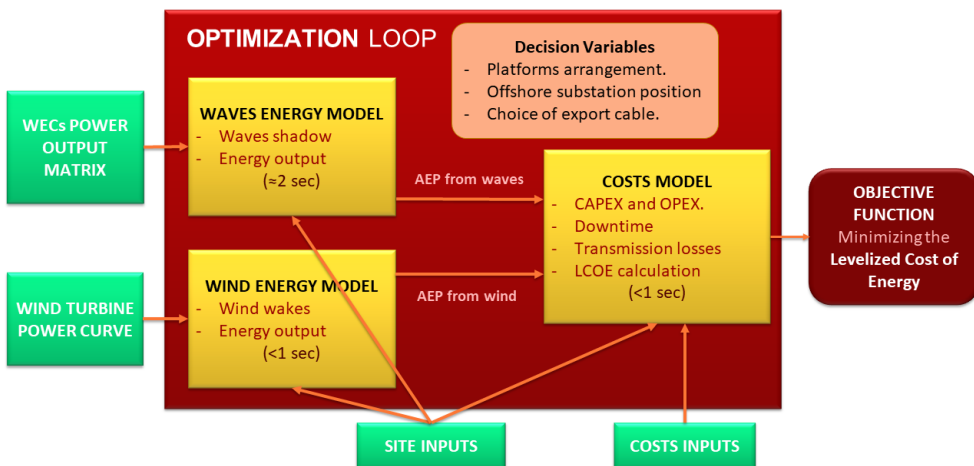 OPTIMIZATION LOOP
Decision Variables
- Platforms arrangement.
- Offshore substation position
- Choice of export cable.
WECs POWER
OUTPUT
MATRIX
WAVES ENERGY MODEL
- Waves shadow
- Energy output
(≈2 sec)
AEP from waves
COSTS MODEL
- CAPEX and OPEX.
- Downtime
- Transmission losses
- LCOE calculation
(<1 sec)
OBJECTIVE
FUNCTION
Minimizing the
Levelized Cost of
Energy
WIND TURBINE
POWER CURVE
WIND ENERGY MODEL
- Wind wakes
- Energy output
(<1 sec)
AEP from wind
SITE INPUTS
COSTS INPUTS